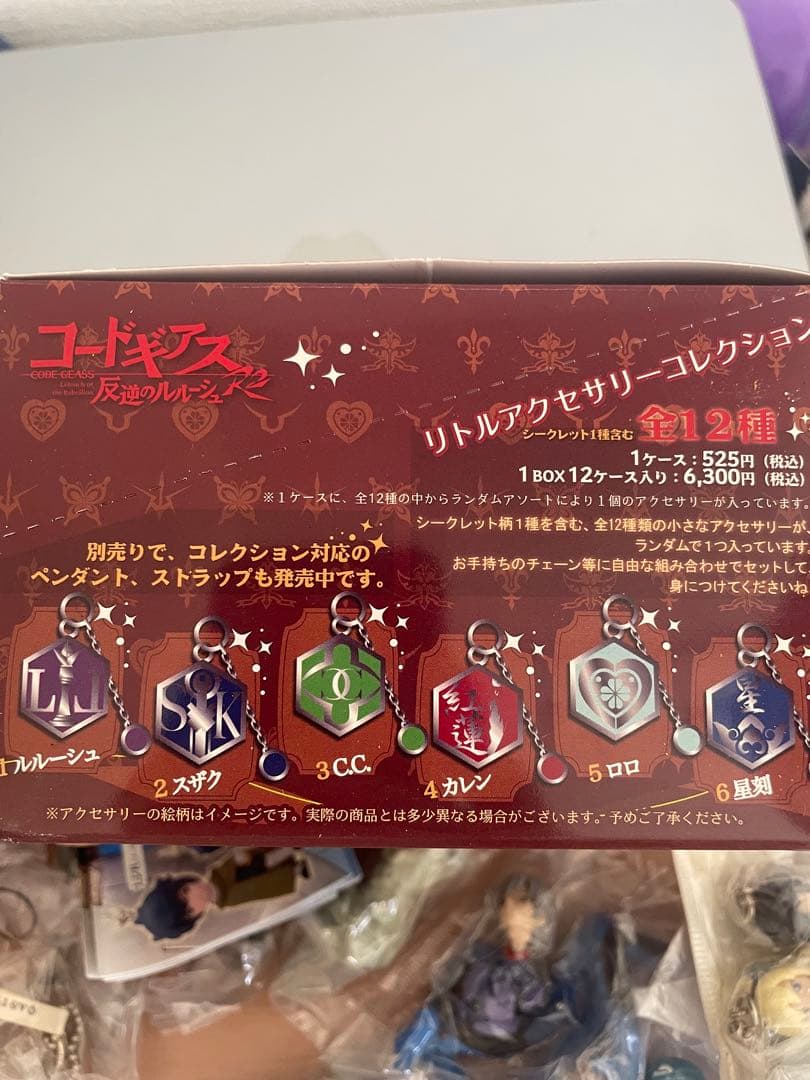 コードギアス
CODE GEASS
Lelouch of
the Rebellion
反逆のルルーシュR2
リトルアクセサリーコレクション
シークレット1種含む 全12種
1ケース：525円（税込）
1BOX12ケース入り：6,300円（税込）
※1ケースに、全12種の中からランダムアソートにより1個のアクセサリーが入っています。
シークレット柄1種を含む、全12種類の小さなアクセサリーが、
ランダムで1つ入っています
お手持ちのチェーン等に自由な組み合わせでセットして、
身につけてくださいね
別売りで、コレクション対応の
ペンダント、ストラップも発売中です。
LL
SK
CC
紅蓮
星
1ルルーシュ
2スザク
3C.C.
4カレン
5ロロ
6星刻
※アクセサリーの絵柄はイメージです。実際の商品とは多少異なる場合がございます。予めご了承ください。